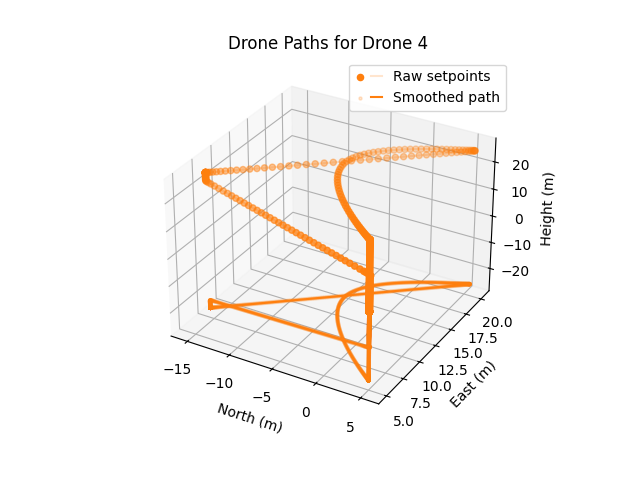 Drone Paths for Drone 4
Raw setpoints
Smoothed path
20
10
0
−10
−20
Height (m)
20.0
17.5
15.0
12.5
10.0
7.5
5.0
East (m)
−15
−10
−5
0
5
North (m)